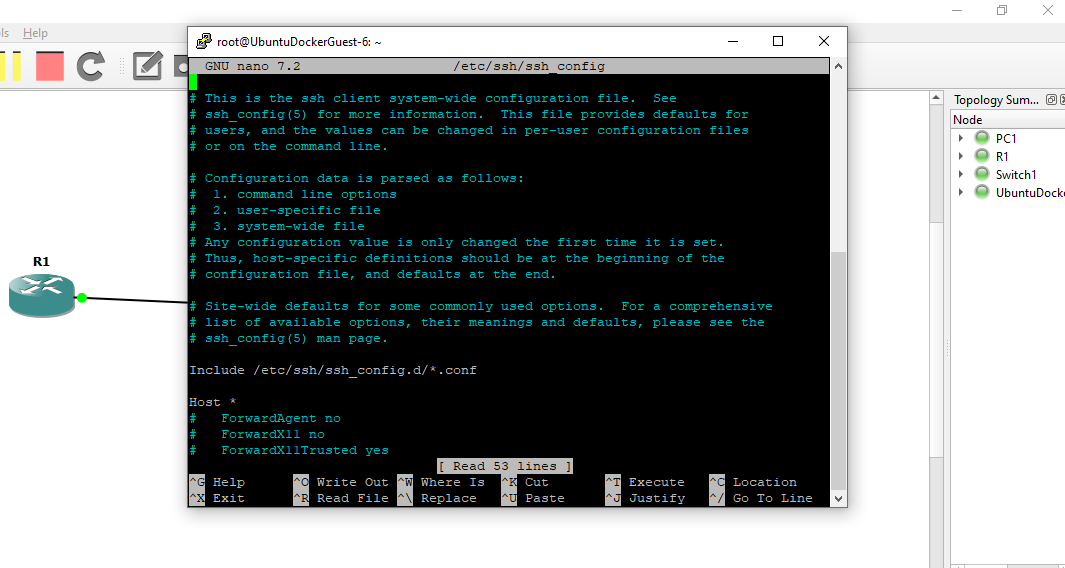 ls Help
root@UbuntuDockerGuest-6: ~
GNU nano 7.2 /etc/ssh/ssh_config
# This is the ssh client system-wide configuration file.  See
# ssh_config(5) for more information.  This file provides defaults for
# users, and the values can be changed in per-user configuration files
# or on the command line.
# Configuration data is parsed as follows:
#  1. command line options
#  2. user-specific file
#  3. system-wide file
# Any configuration value is only changed the first time it is set.
# Thus, host-specific definitions should be at the beginning of the
# configuration file, and defaults at the end.
# Site-wide defaults for some commonly used options.  For a comprehensive
# list of available options, their meanings and defaults, please see the
# ssh_config(5) man page.
Include /etc/ssh/ssh_config.d/*.conf
Host *
#   ForwardAgent no
#   ForwardX11 no
#   ForwardX11Trusted yes
[ Read 53 lines ]
^G Help ^O Write Out ^W Where Is ^K Cut ^T Execute ^C Location
^X Exit ^R Read File ^\ Replace ^U Paste ^J Justify ^/ Go To Line
R1
Topology Sum...
Node
PC1
R1
Switch1
UbuntuDocke